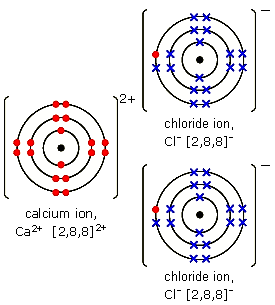 2+
calcium ion,
Ca²⁺ [2,8,8]²⁺
−
chloride ion,
Cl⁻ [2,8,8]⁻
−
chloride ion,
Cl⁻ [2,8,8]⁻